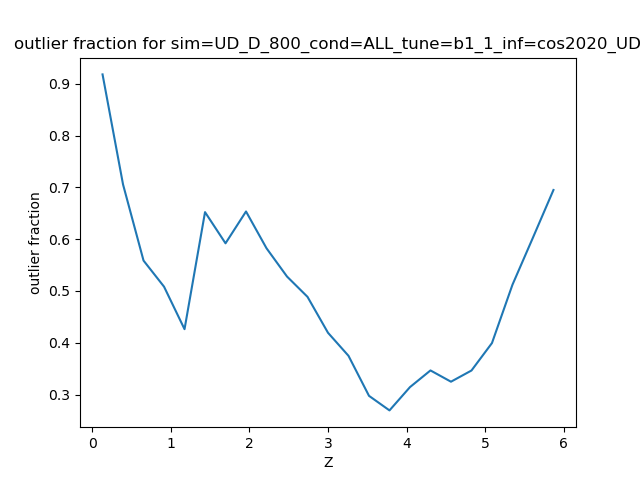 outlier fraction for sim=UD_D_800_cond=ALL_tune=b1_1_inf=cos2020_UD
0.9
0.8
0.7
0.6
0.5
0.4
0.3
outlier fraction
0 1 2 3 4 5 6
Z